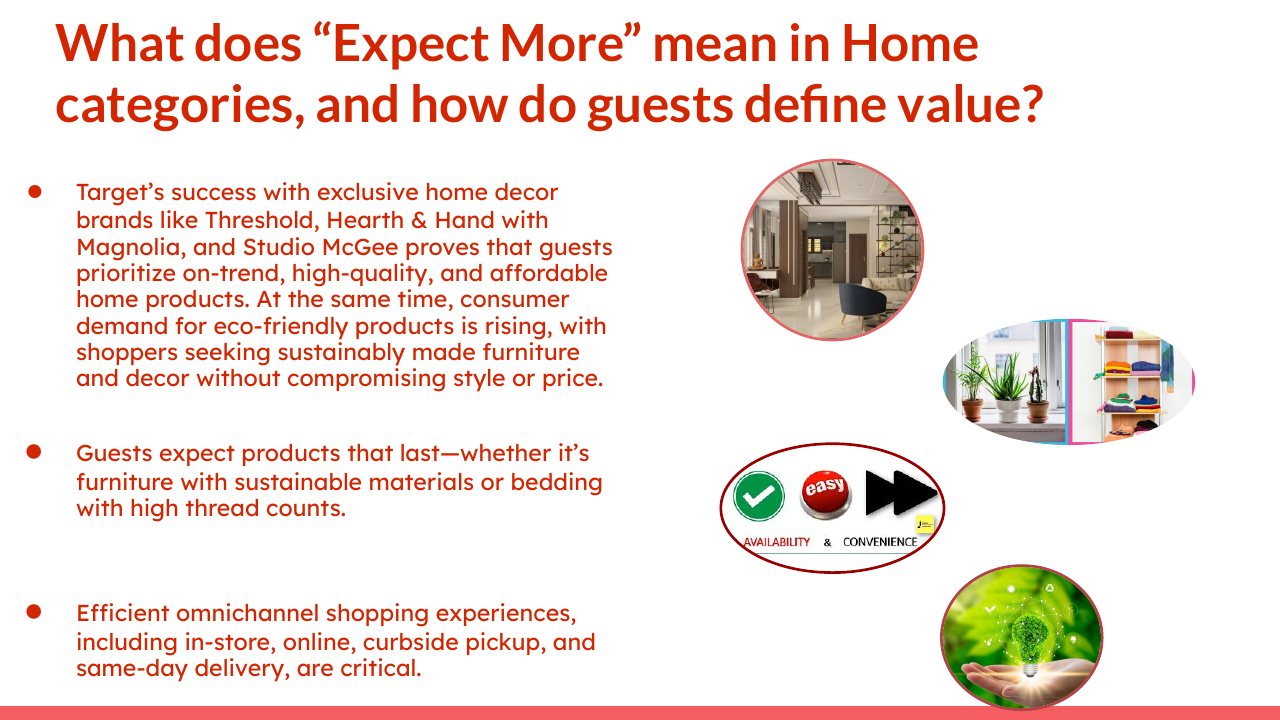 What does “Expect More” mean in Home
categories, and how do guests define value?
● Target’s success with exclusive home decor
brands like Threshold, Hearth & Hand with
Magnolia, and Studio McGee proves that guests
prioritize on-trend, high-quality, and affordable
home products. At the same time, consumer
demand for eco-friendly products is rising, with
shoppers seeking sustainably made furniture
and decor without compromising style or price.
● Guests expect products that last—whether it’s
furniture with sustainable materials or bedding
with high thread counts.
● Efficient omnichannel shopping experiences,
including in-store, online, curbside pickup, and
same-day delivery, are critical.
easy
AVAILABILITY & CONVENIENCE